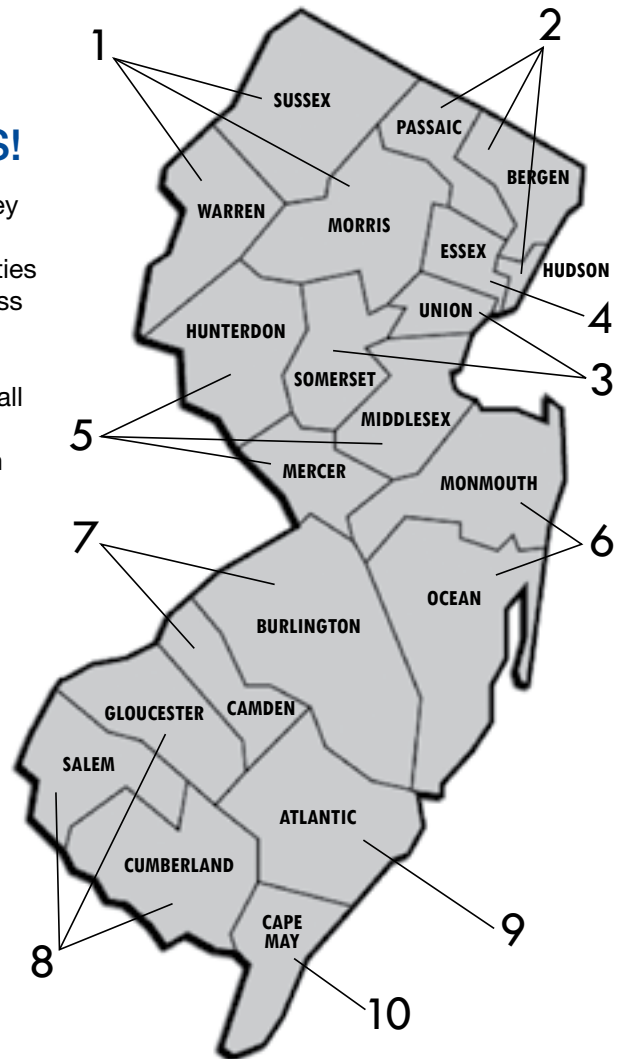 S!
ey
ties
ss
all
n
1
2
SUSSEX
PASSAIC
BERGEN
WARREN
MORRIS
ESSEX
HUDSON
4
UNION
HUNTERDON
3
SOMERSET
MIDDLESEX
5
MERCER
MONMOUTH
6
7
OCEAN
BURLINGTON
GLOUCESTER
CAMDEN
SALEM
ATLANTIC
CUMBERLAND
CAPE
MAY
9
8
10